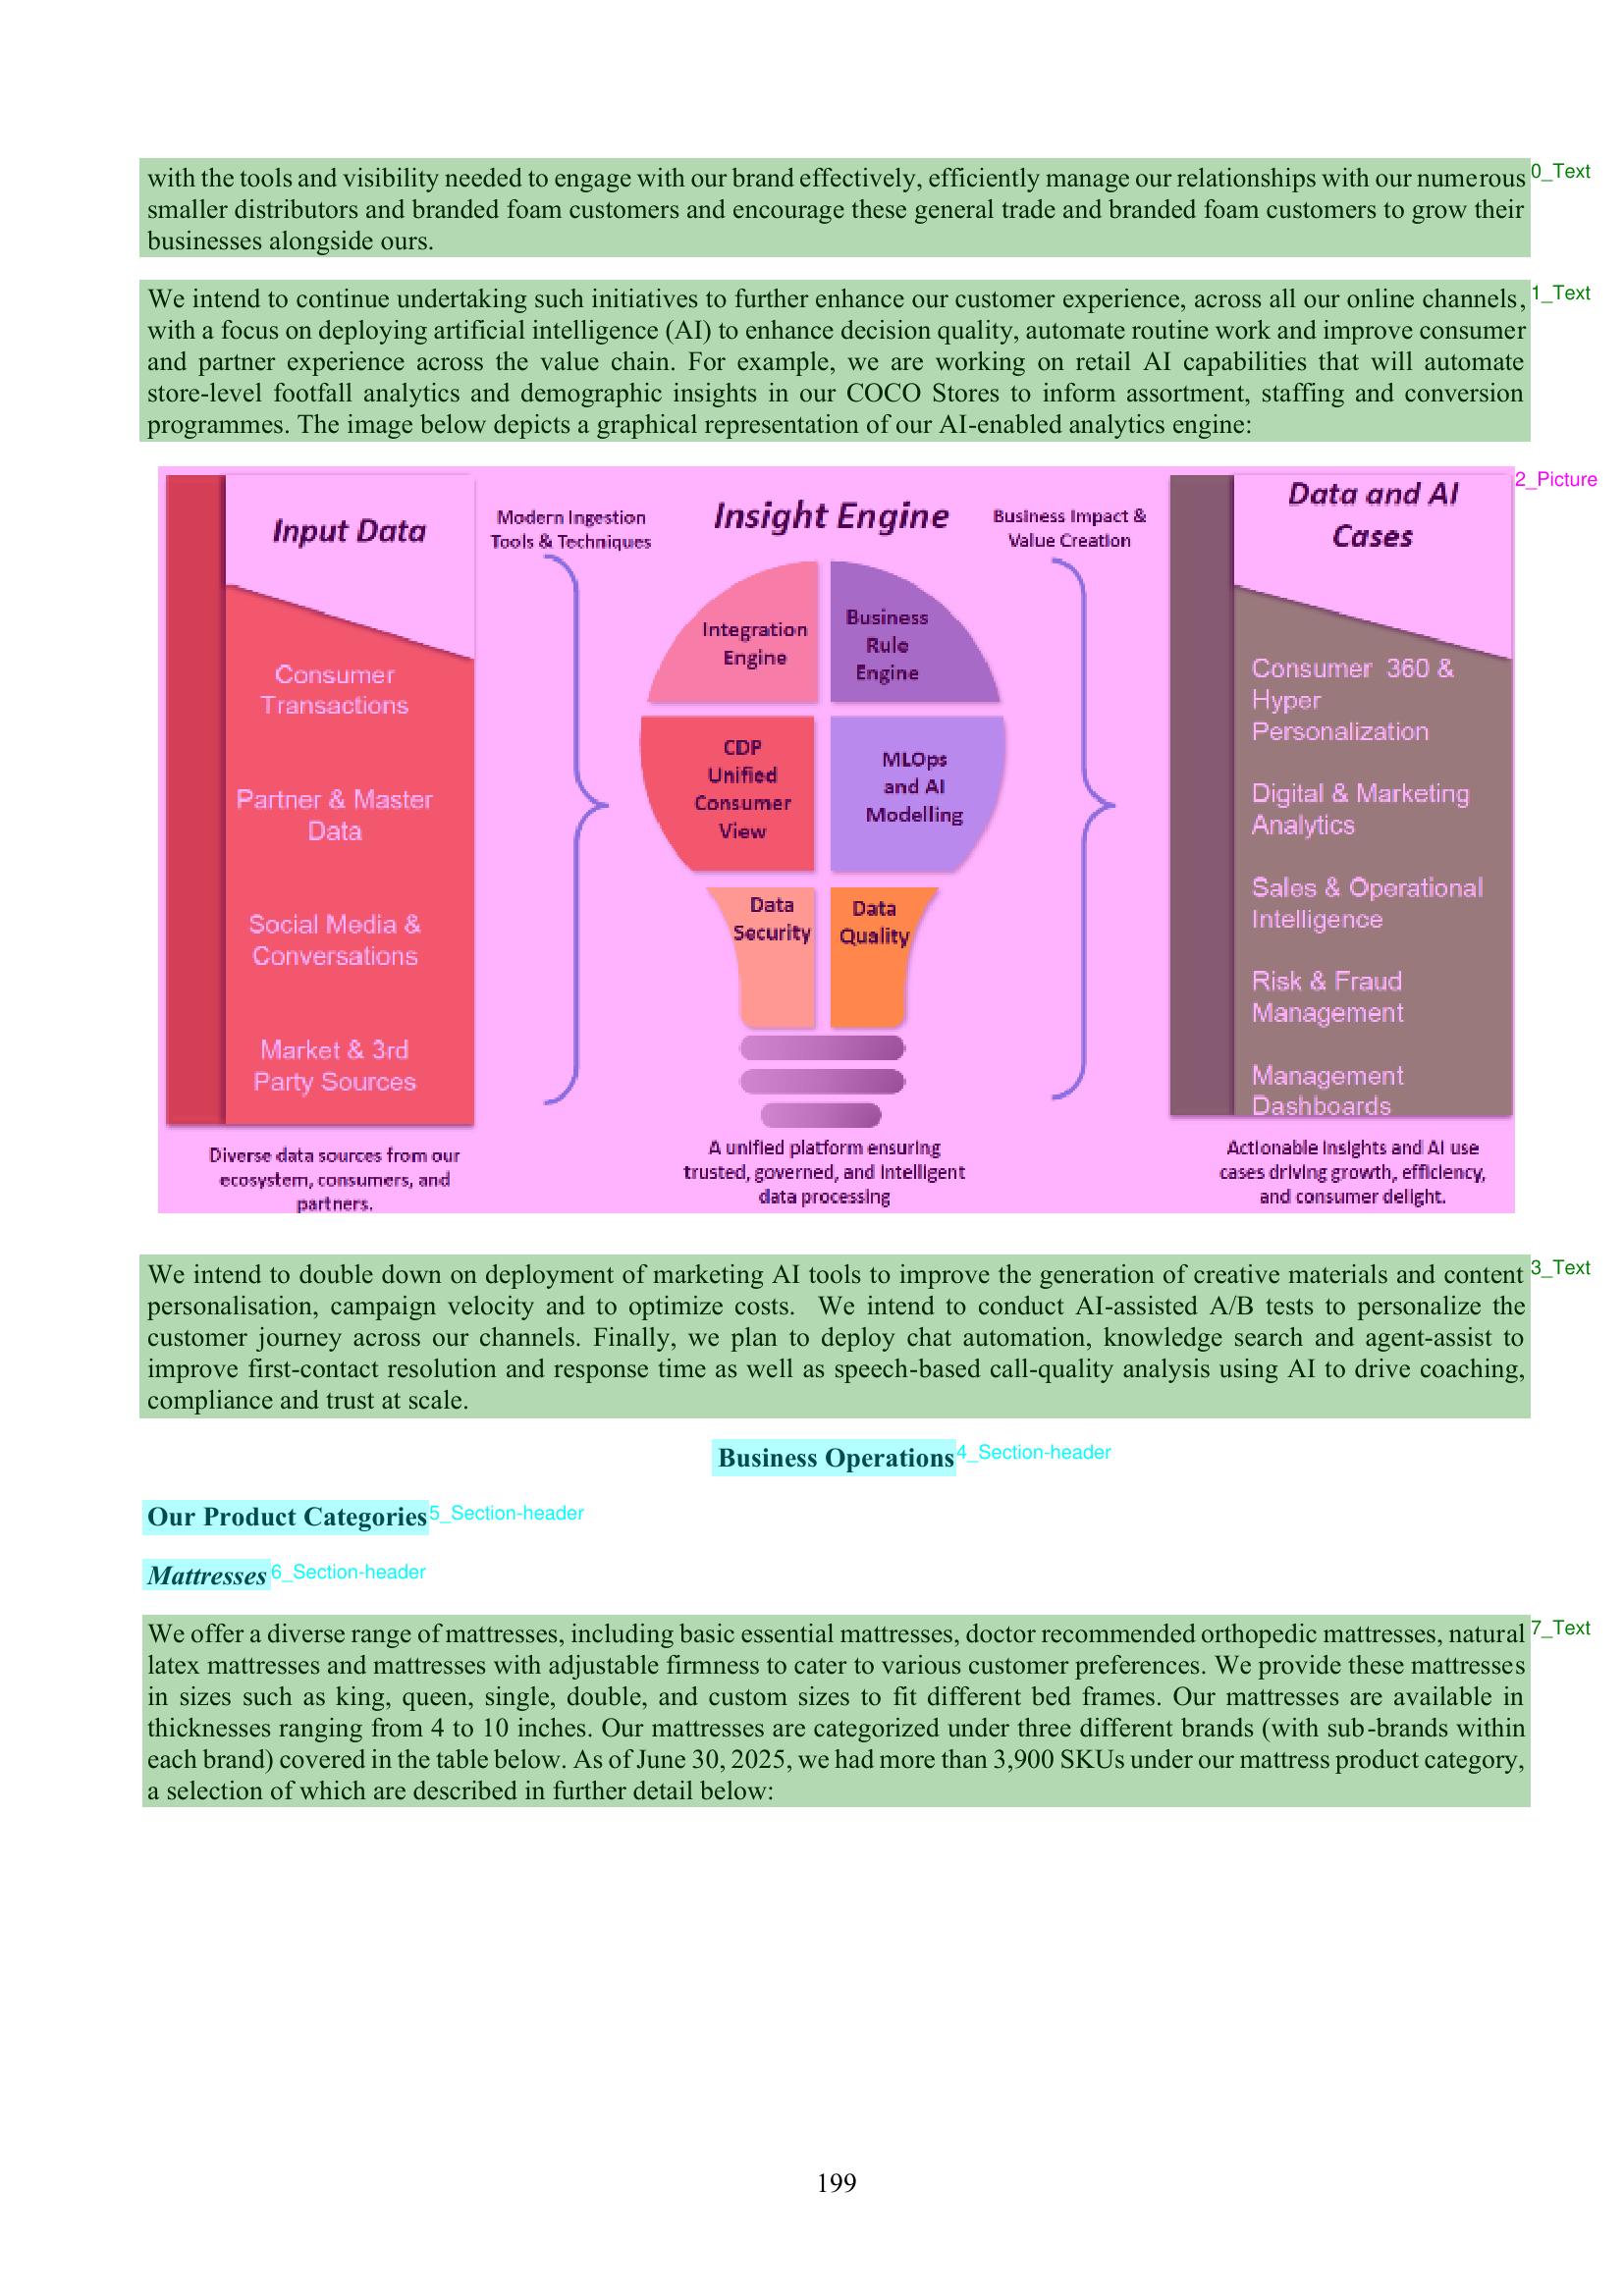 with the tools and visibility needed to engage with our brand effectively, efficiently manage our relationships with our numerous
0_Text
smaller distributors and branded foam customers and encourage these general trade and branded foam customers to grow their
businesses alongside ours.
We intend to continue undertaking such initiatives to further enhance our customer experience, across all our online channels,
1_Text
with a focus on deploying artificial intelligence (AI) to enhance decision quality, automate routine work and improve consumer
and partner experience across the value chain. For example, we are working on retail AI capabilities that will automate
store-level footfall analytics and demographic insights in our COCO Stores to inform assortment, staffing and conversion
programmes. The image below depicts a graphical representation of our AI-enabled analytics engine:
2_Picture
Input Data
Consumer
Transactions
Partner & Master
Data
Social Media &
Conversations
Market & 3rd
Party Sources
Diverse data sources from our
ecosystem, consumers, and
partners.
Modern Ingestion
Tools & Techniques
Insight Engine
Integration
Engine
Business
Rule
Engine
CDP
Unified
Consumer
View
MLOps
and AI
Modelling
Data
Security
Data
Quality
A unified platform ensuring
trusted, governed, and intelligent
data processing
Business Impact &
Value Creation
Data and AI
Cases
Consumer 360 &
Hyper
Personalization
Digital & Marketing
Analytics
Sales & Operational
Intelligence
Risk & Fraud
Management
Management
Dashboards
Actionable insights and AI use
cases driving growth, efficiency,
and consumer delight.
We intend to double down on deployment of marketing AI tools to improve the generation of creative materials and content
3_Text
personalisation, campaign velocity and to optimize costs. We intend to conduct AI-assisted A/B tests to personalize the
customer journey across our channels. Finally, we plan to deploy chat automation, knowledge search and agent-assist to
improve first-contact resolution and response time as well as speech-based call-quality analysis using AI to drive coaching,
compliance and trust at scale.
Business Operations
4_Section-header
Our Product Categories
5_Section-header
Mattresses
6_Section-header
We offer a diverse range of mattresses, including basic essential mattresses, doctor recommended orthopedic mattresses, natural
7_Text
latex mattresses and mattresses with adjustable firmness to cater to various customer preferences. We provide these mattresses
in sizes such as king, queen, single, double, and custom sizes to fit different bed frames. Our mattresses are available in
thicknesses ranging from 4 to 10 inches. Our mattresses are categorized under three different brands (with sub-brands within
each brand) covered in the table below. As of June 30, 2025, we had more than 3,900 SKUs under our mattress product category,
a selection of which are described in further detail below:
199